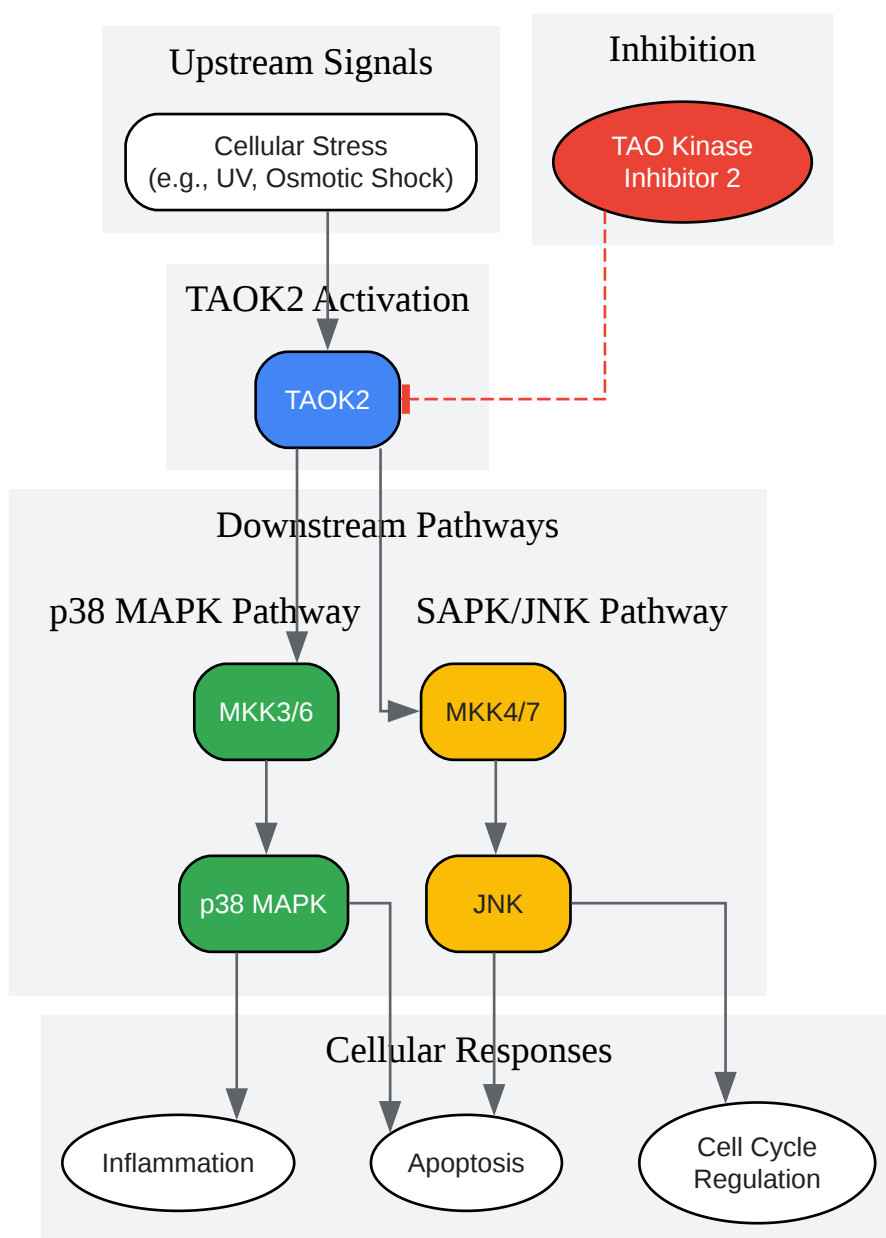 Upstream Signals
Inhibition
Cellular Stress
(e.g., UV, Osmotic Shock)
TAO Kinase
Inhibitor 2
TAOK2 Activation
TAOK2
Downstream Pathways
p38 MAPK Pathway
SAPK/JNK Pathway
MKK3/6
MKK4/7
p38 MAPK
JNK
Cellular Responses
Inflammation
Apoptosis
Cell Cycle
Regulation